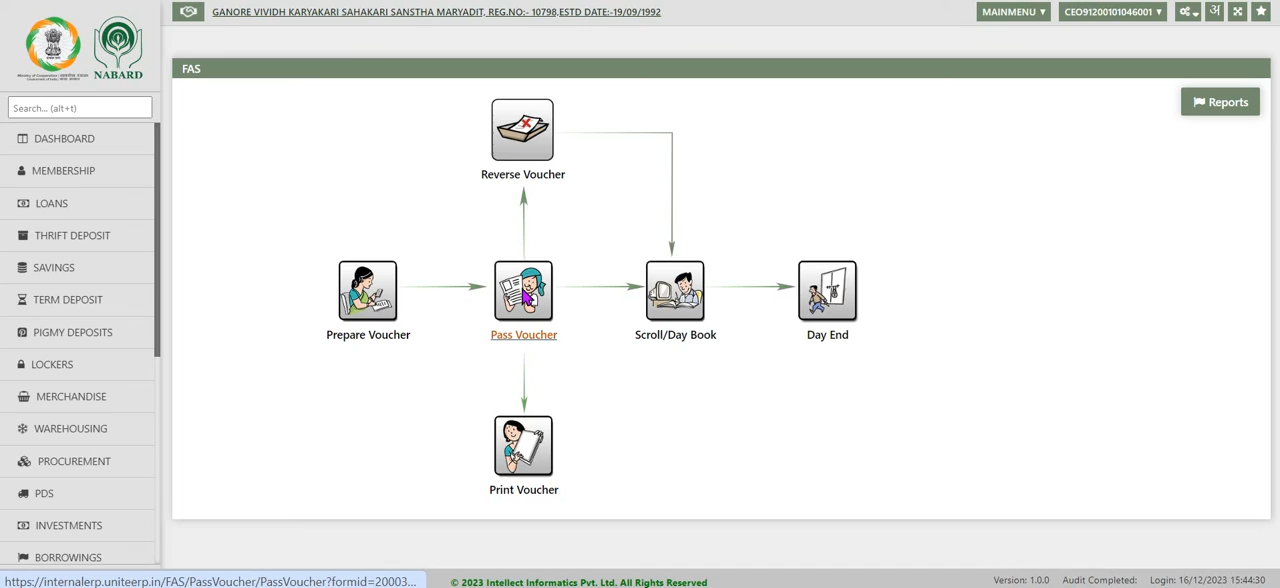 GANORE VIVIDH KARYAKARI SAHAKARI SANSTHA MARYADIT, REG.NO:- 10798,ESTD DATE:-19/09/1992
MAINMENU ▼
CEO91200101046001 ▼
अ
NABARD
Search... (alt+t)
DASHBOARD
MEMBERSHIP
LOANS
THRIFT DEPOSIT
SAVINGS
TERM DEPOSIT
PIGMY DEPOSITS
LOCKERS
MERCHANDISE
WAREHOUSING
PROCUREMENT
PDS
INVESTMENTS
BORROWINGS
FAS
Reports
Reverse Voucher
Prepare Voucher
Pass Voucher
Scroll/Day Book
Day End
Print Voucher
https://internalerp.uniteerp.in/FAS/PassVoucher/PassVoucher?formid=20003...
© 2023 Intellect Informatics Pvt. Ltd. All Rights Reserved
Version: 1.0.0
Audit Completed:
Login: 16/12/2023 15:44:30